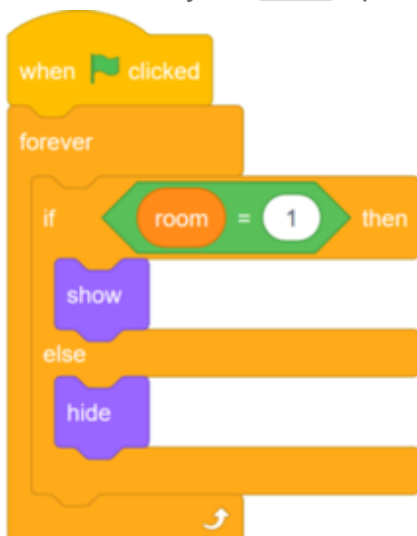 when clicked
forever
if room = 1 then
show
else
hide